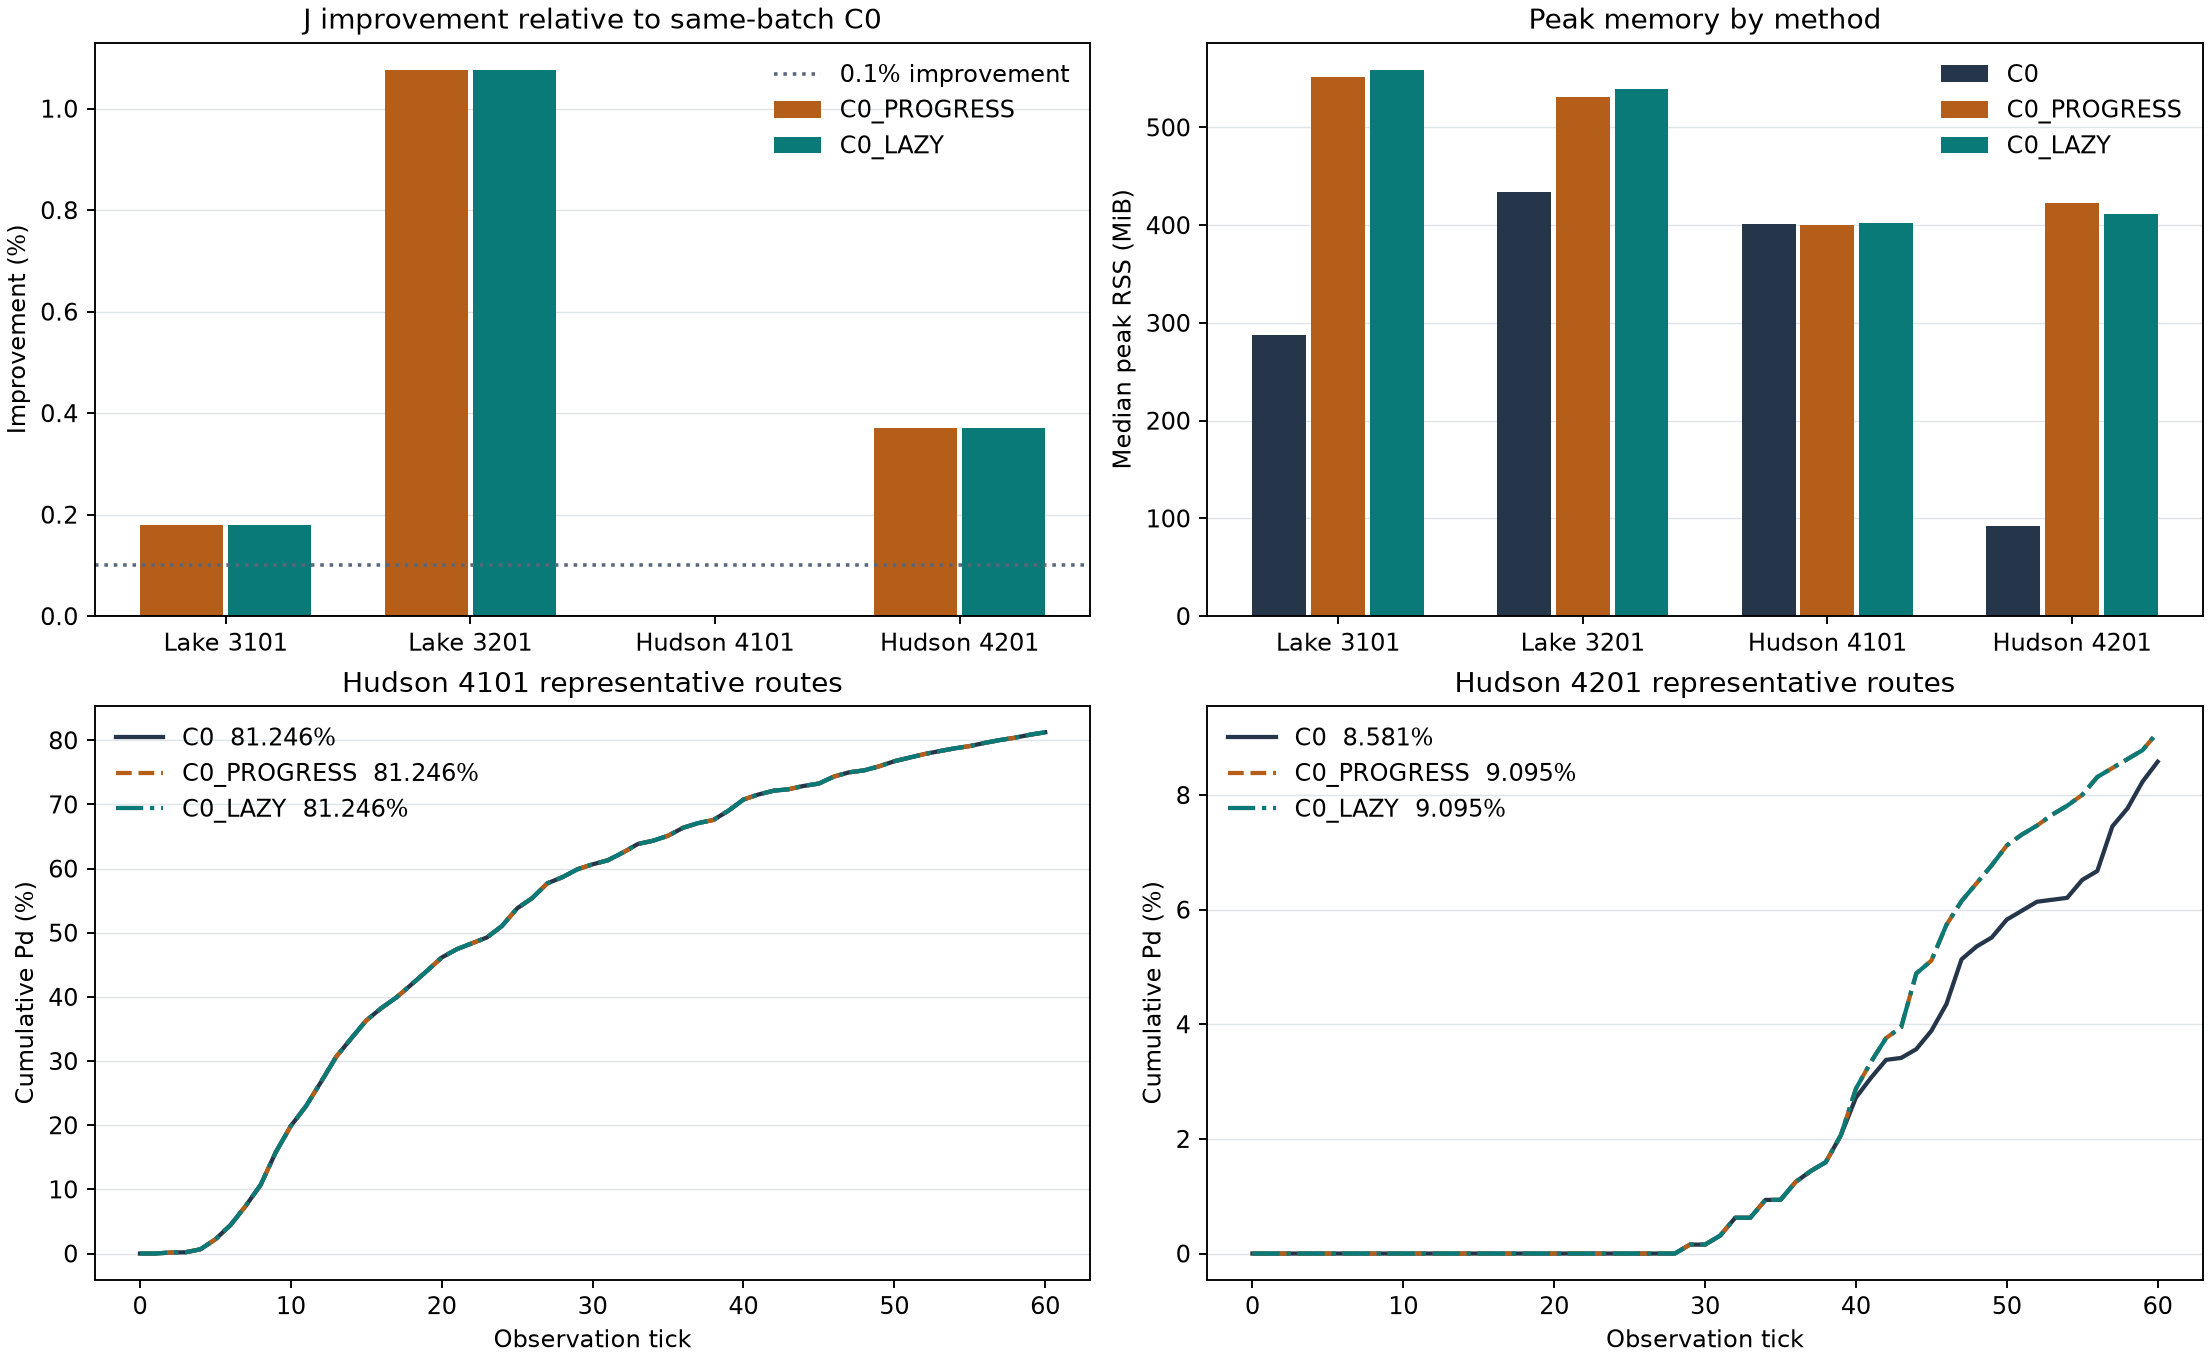 J improvement relative to same-batch C0
0.1% improvement
C0_PROGRESS
C0_LAZY
Improvement (%)
1.0
0.8
0.6
0.4
0.2
0.0
Lake 3101
Lake 3201
Hudson 4101
Hudson 4201
Peak memory by method
C0
C0_PROGRESS
C0_LAZY
Median peak RSS (MiB)
500
400
300
200
100
0
Lake 3101
Lake 3201
Hudson 4101
Hudson 4201
Hudson 4101 representative routes
C0 81.246%
C0_PROGRESS 81.246%
C0_LAZY 81.246%
Cumulative Pd (%)
80
70
60
50
40
30
20
10
0
0
10
20
30
40
50
60
Observation tick
Hudson 4201 representative routes
C0 8.581%
C0_PROGRESS 9.095%
C0_LAZY 9.095%
Cumulative Pd (%)
8
6
4
2
0
0
10
20
30
40
50
60
Observation tick